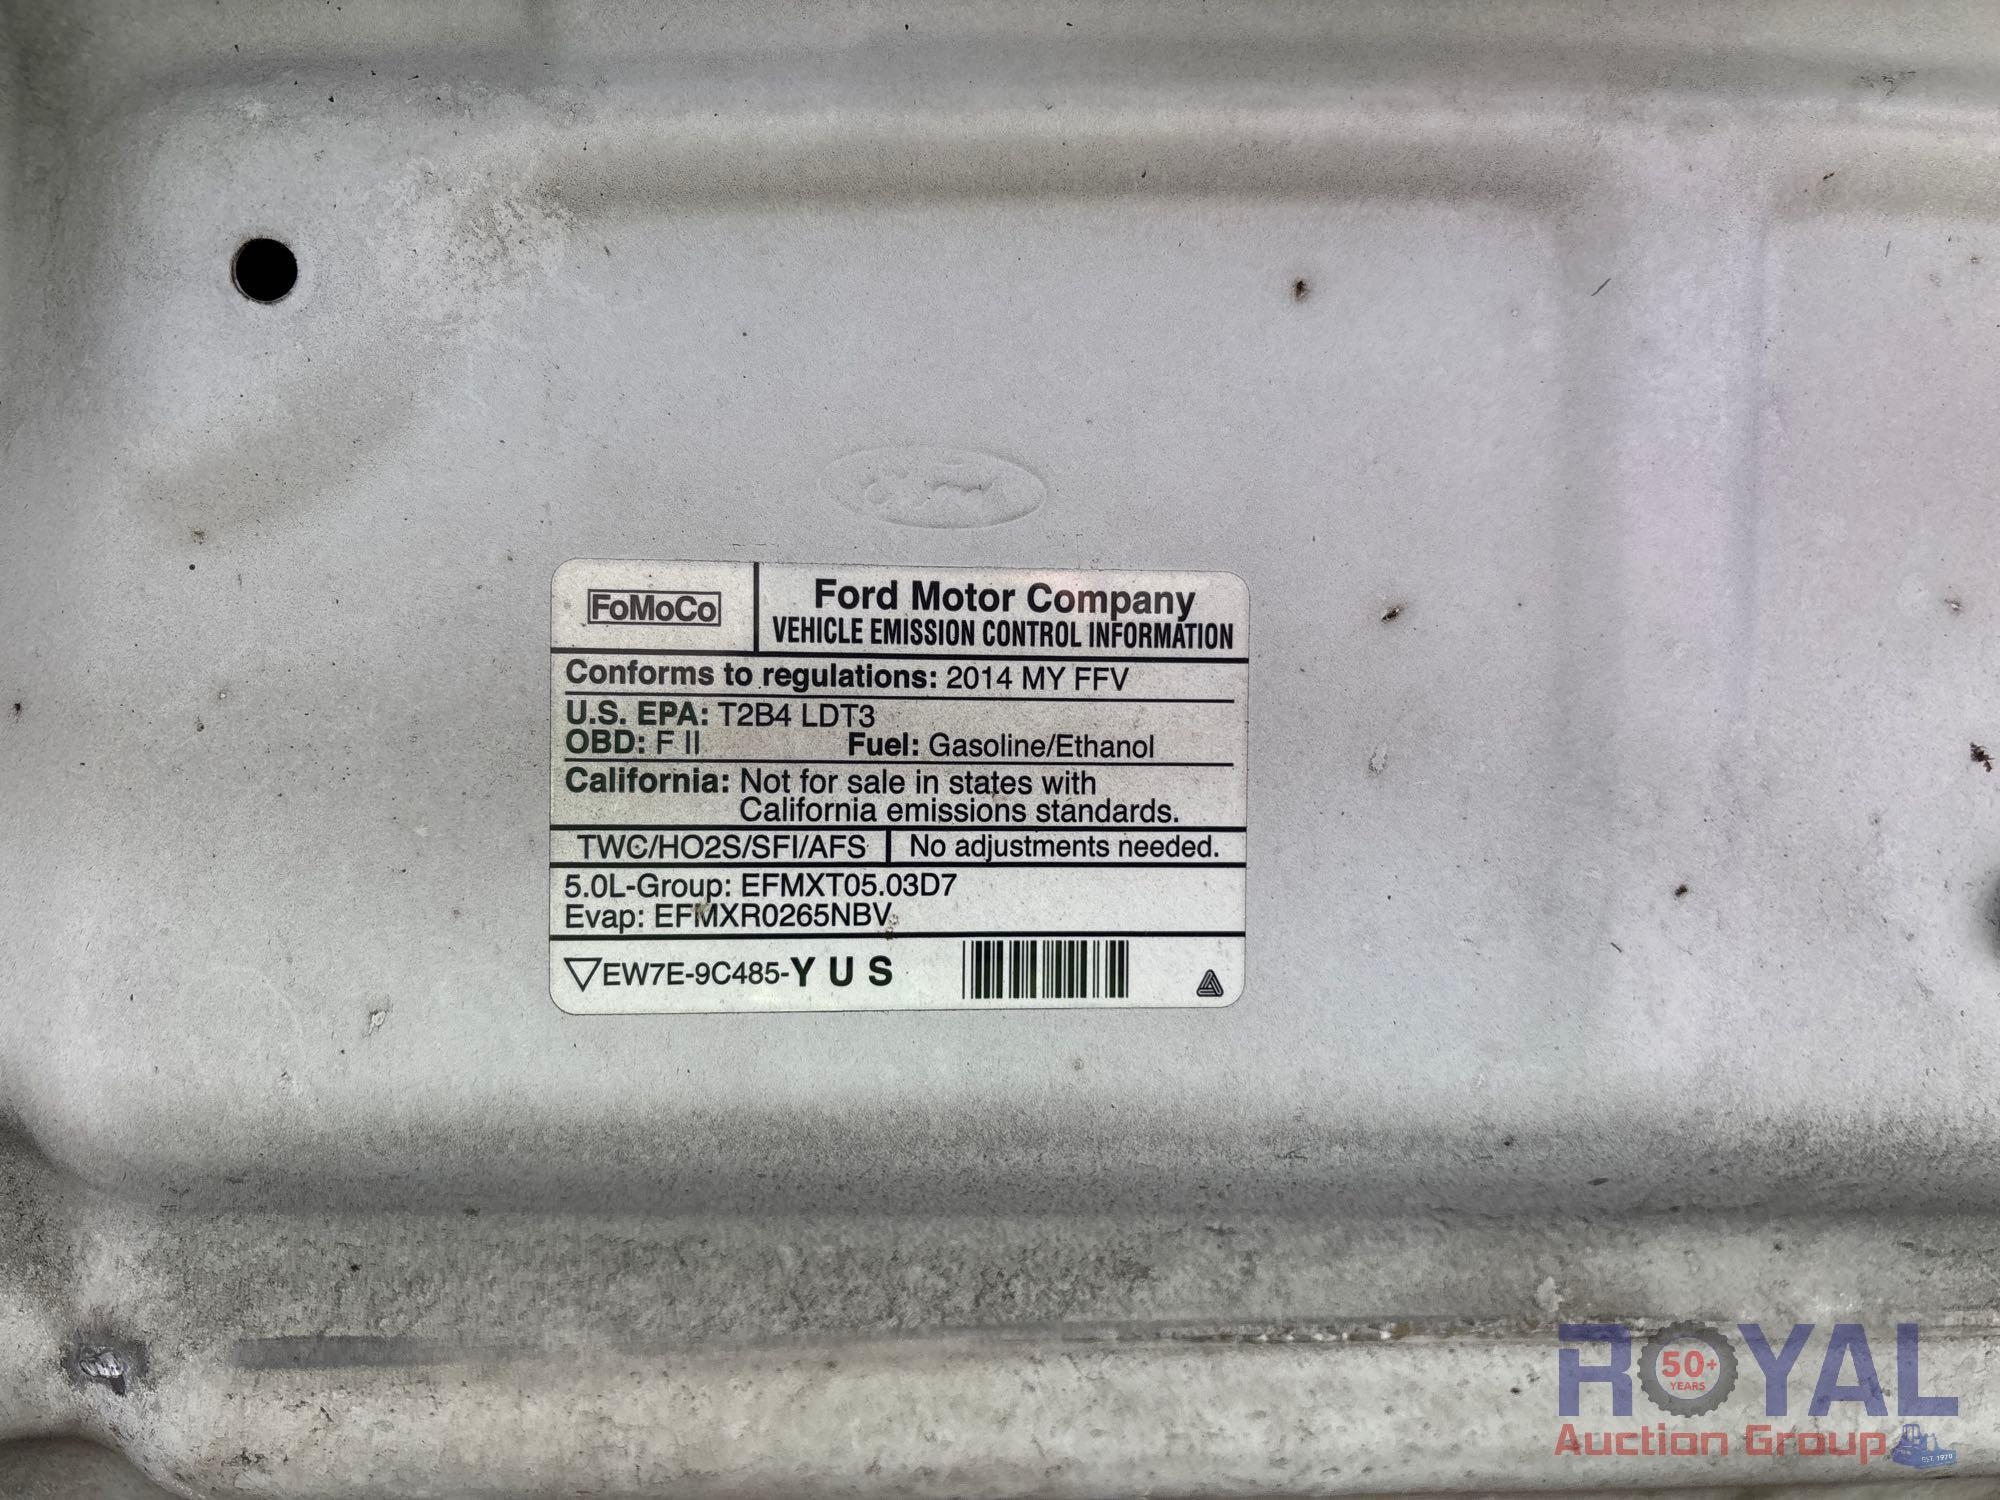 FoMoCo
Ford Motor Company
VEHICLE EMISSION CONTROL INFORMATION
Conforms to regulations: 2014 MY FFV
U.S. EPA: T2B4 LDT3
OBD: F II Fuel: Gasoline/Ethanol
California: Not for sale in states with
California emissions standards.
TWC/HO2S/SFI/AFS No adjustments needed.
5.0L-Group: EFMXT05.03D7
Evap: EFMXR0265NBV
EW7E-9C485-Y U S
ROYAL
50+
YEARS
Auction Group
EST. 1970